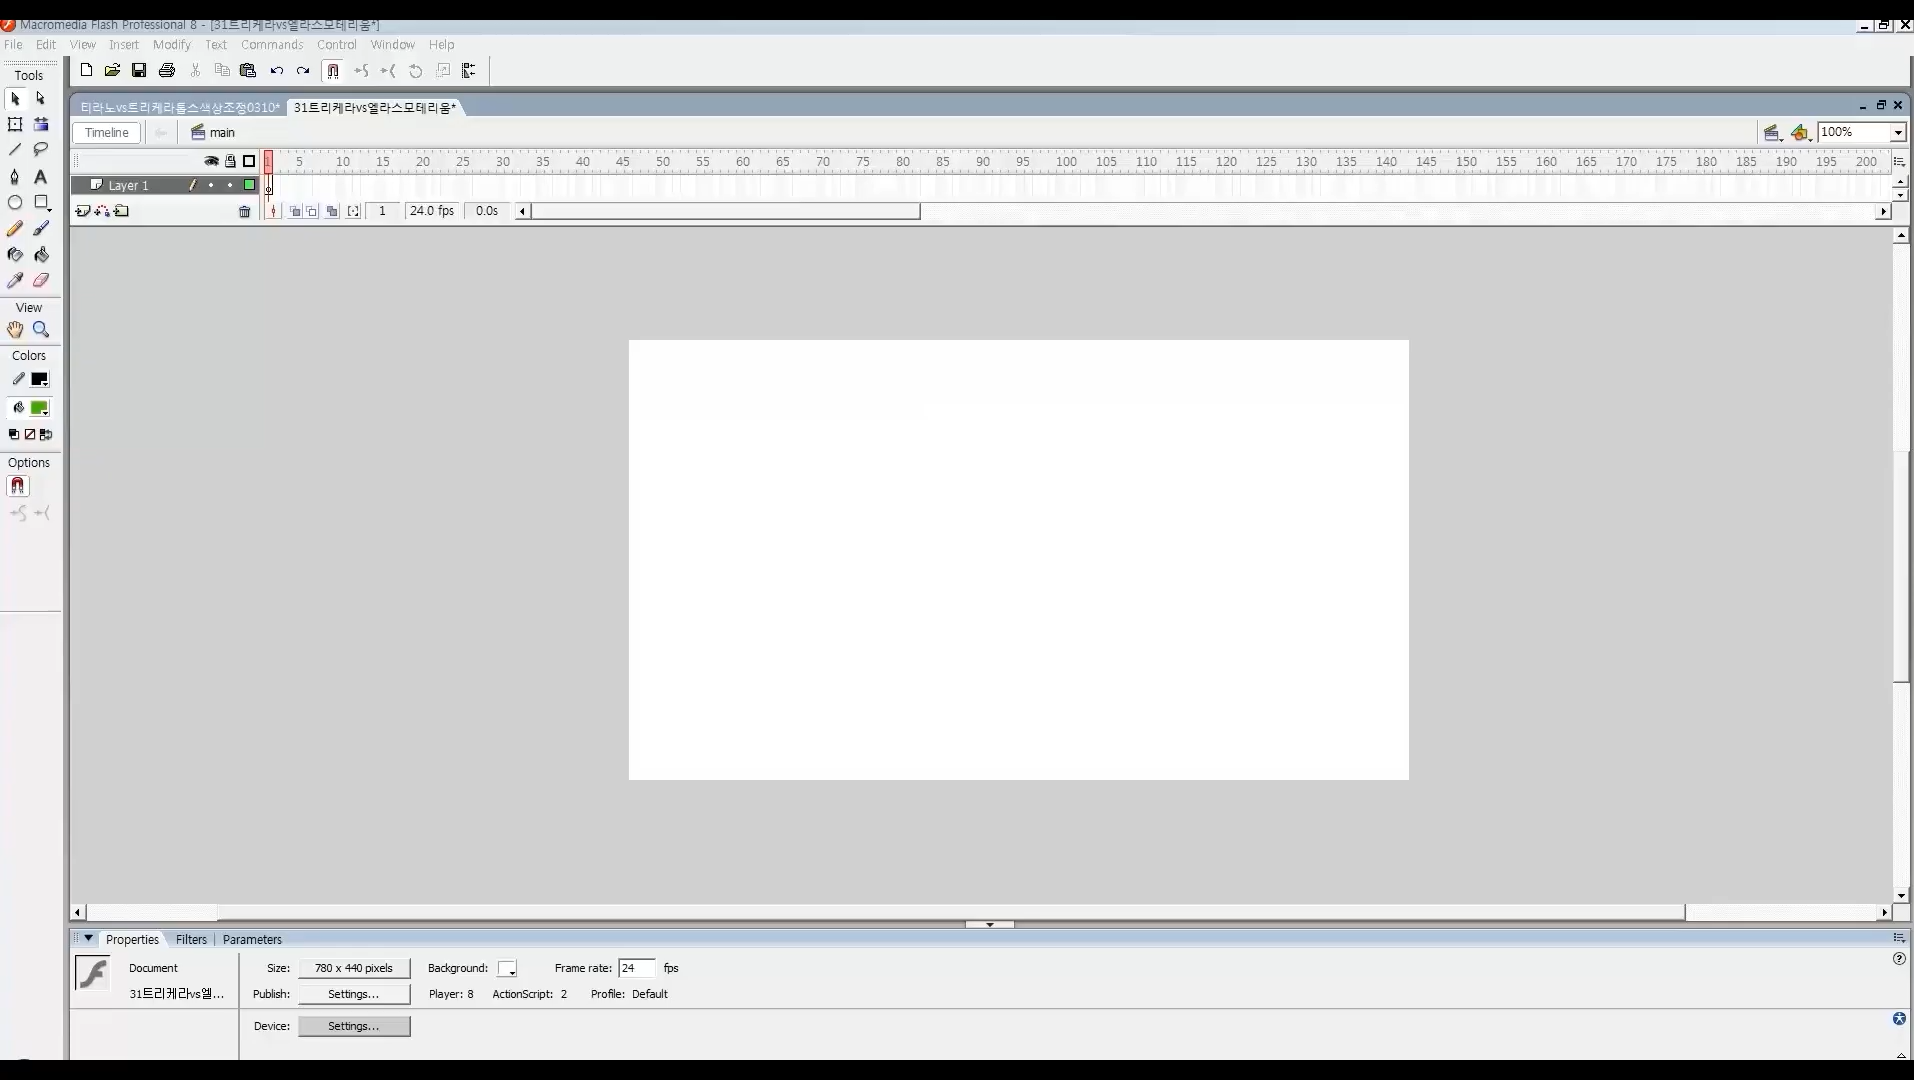 Macromedia Flash Professional 8 - [31트리케라vs엘라스모테리움*]
File Edit View Insert Modify Text Commands Control Window Help
Tools
티라노vs트리케라톱스색상조정0310* 31트리케라vs엘라스모테리움*
Timeline main 100%
1 5 10 15 20 25 30 35 40 45 50 55 60 65 70 75 80 85 90 95 100 105 110 115 120 125 130 135 140 145 150 155 160 165 170 175 180 185 190 195 200
Layer 1
1 24.0 fps 0.0s
View
Colors
Options
Properties Filters Parameters
Document Size: 780 x 440 pixels Background: Frame rate: 24 fps
31트리케라vs엘... Publish: Settings... Player: 8 ActionScript: 2 Profile: Default
Device: Settings...